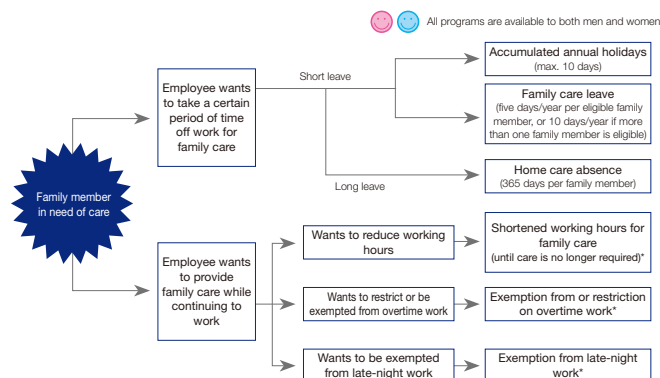 All programs are available to both men and women
Family member
in need of care
Employee wants
to take a certain
period of time
off work for
family care
Short leave
Long leave
Accumulated annual holidays
(max. 10 days)
Family care leave
(five days/year per eligible family
member, or 10 days/year if more
than one family member is eligible)
Home care absence
(365 days per family member)
Employee wants
to provide
family care while
continuing to
work
Wants to reduce working
hours
Shortened working hours for
family care
(until care is no longer required)*
Wants to restrict or be
exempted from overtime work
Exemption from or restriction
on overtime work*
Wants to be exempted
from late-night work
Exemption from late-night
work*